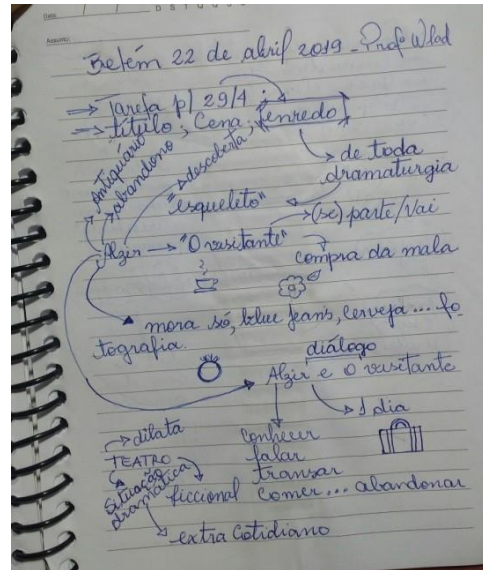 Data:
D S T Q Q S S
Assunto:
Belém 22 de abril 2019 - Profº Wlad
⇒ Tarefa p/ 29/4:
⇒ título; Cena; enredo
Antiquário
abandono
descoberta
de toda
dramaturgia
"esqueleto"
(se) parte/vai
Alzir → "O visitante"
compra da mala
mora só, blue jeans, cerveja... fo
tografia.
diálogo
Alzir e o visitante
1 dia
conhecer
falar
transar
comer... abandonar
dilata
TEATRO
situação
dramática
ficcional
extra cotidiano